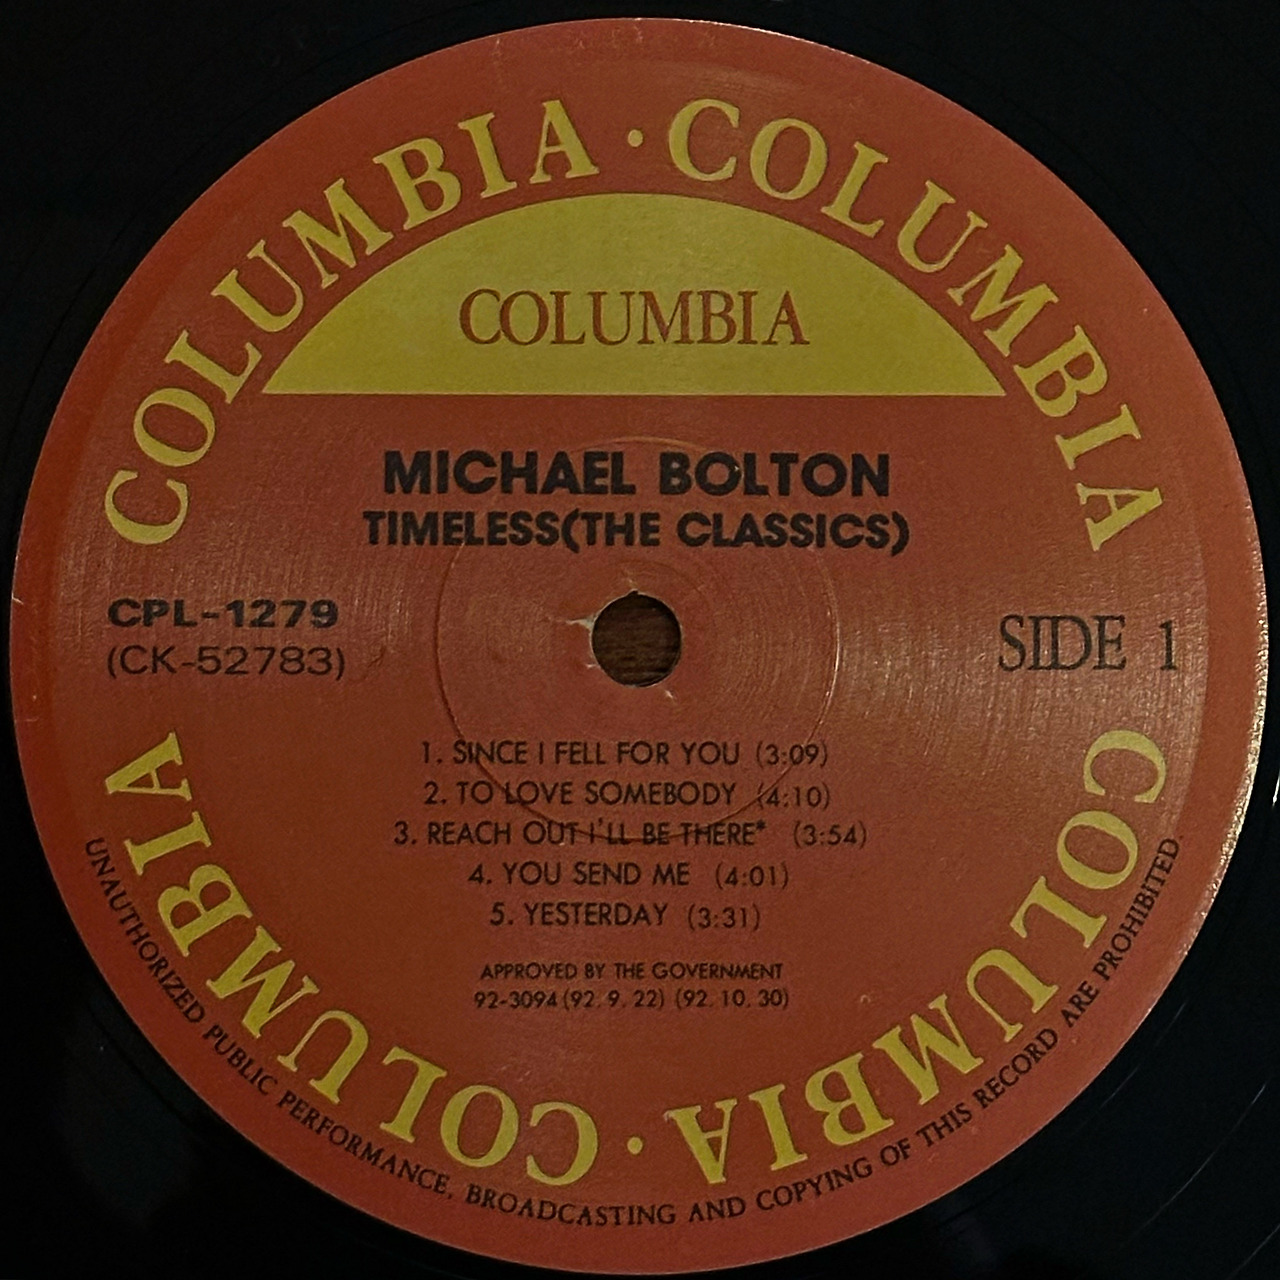 COLUMBIA · COLUMBIA
COLUMBIA
MICHAEL BOLTON
TIMELESS(THE CLASSICS)
CPL-1279
(CK-52783)
SIDE 1
1. SINCE I FELL FOR YOU (3:09)
2. TO LOVE SOMEBODY (4:10)
3. REACH OUT I'LL BE THERE* (3:54)
4. YOU SEND ME (4:01)
5. YESTERDAY (3:31)
APPROVED BY THE GOVERNMENT
92-3094 (92. 9. 22) (92. 10. 30)
COLUMBIA · COLUMBIA
UNAUTHORIZED PUBLIC PERFORMANCE, BROADCASTING AND COPYING OF THIS RECORD ARE PROHIBITED.